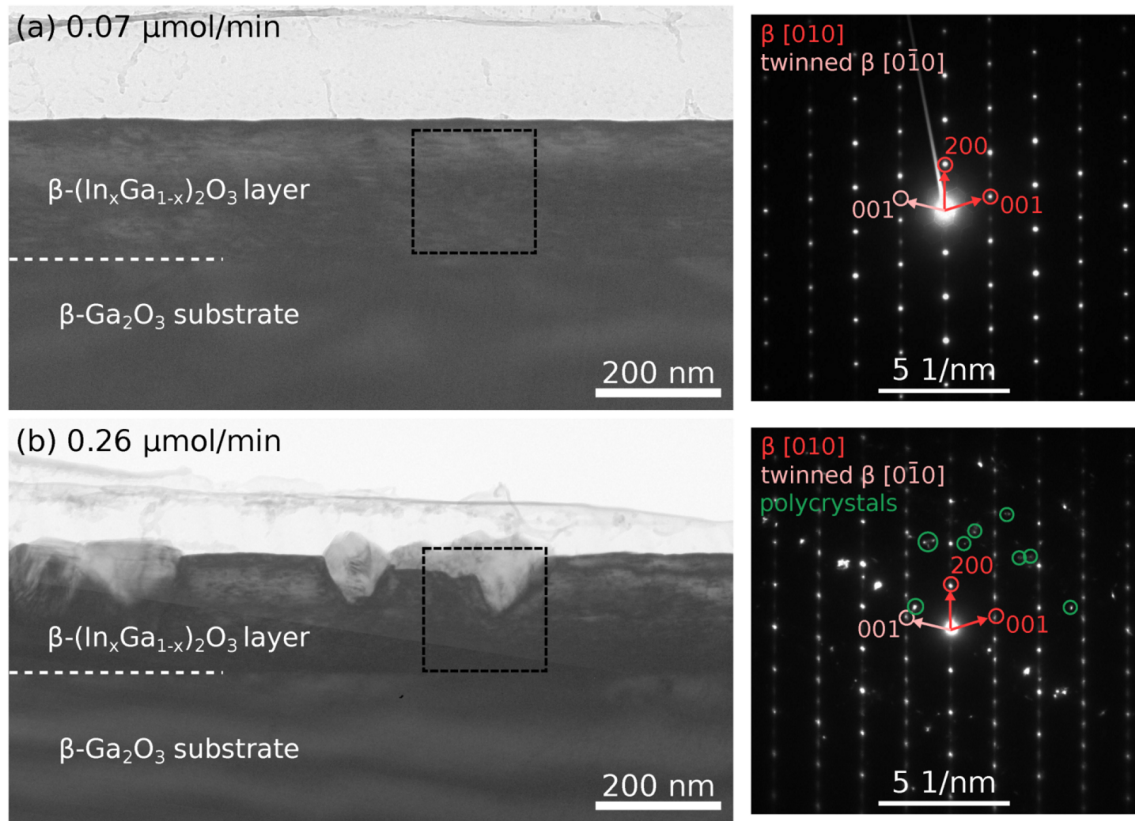 (a) 0.07 μmol/min
β-(InₓGa₁₋ₓ)₂O₃ layer
β-Ga₂O₃ substrate
200 nm
β [010]
twinned β [01̄0]
200
001
001
5 1/nm
(b) 0.26 μmol/min
β-(InₓGa₁₋ₓ)₂O₃ layer
β-Ga₂O₃ substrate
200 nm
β [010]
twinned β [01̄0]
polycrystals
200
001
001
5 1/nm